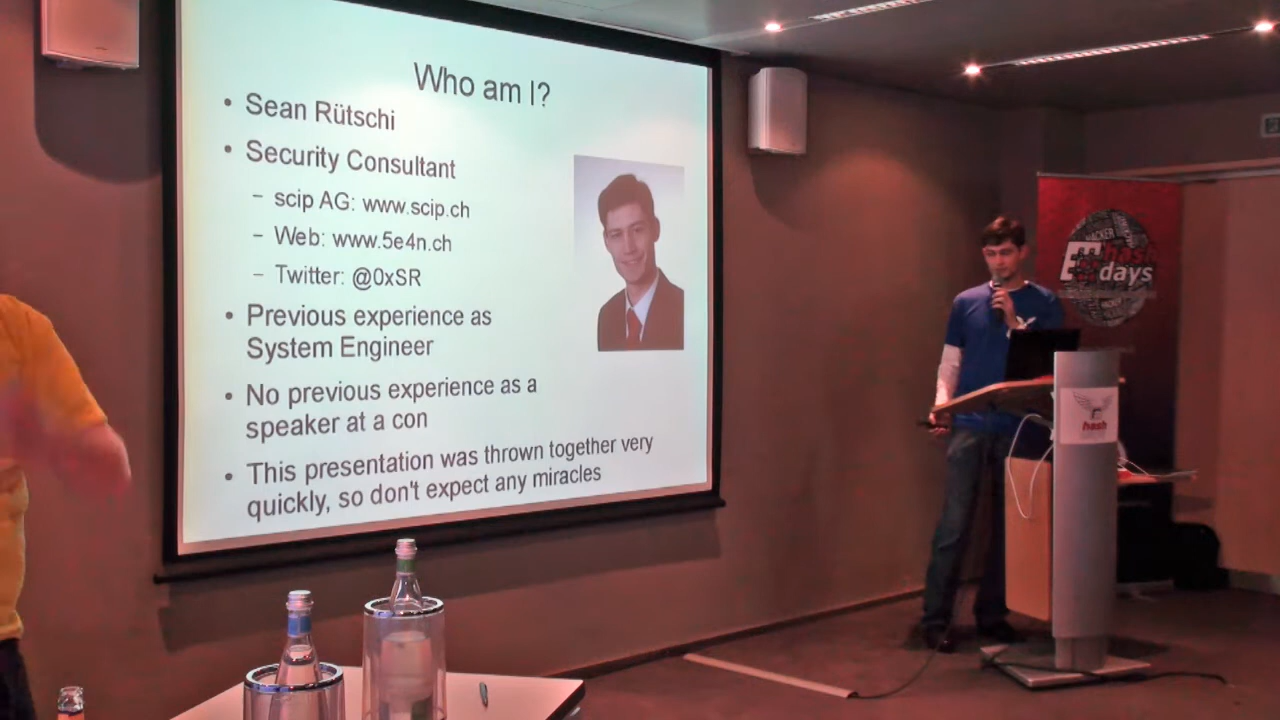 Who am I?
• Sean Rütschi
• Security Consultant
– scip AG: www.scip.ch
– Web: www.5e4n.ch
– Twitter: @0xSR
• Previous experience as
System Engineer
• No previous experience as a
speaker at a con
• This presentation was thrown together very
quickly, so don't expect any miracles
HACKER
hash
days
hash